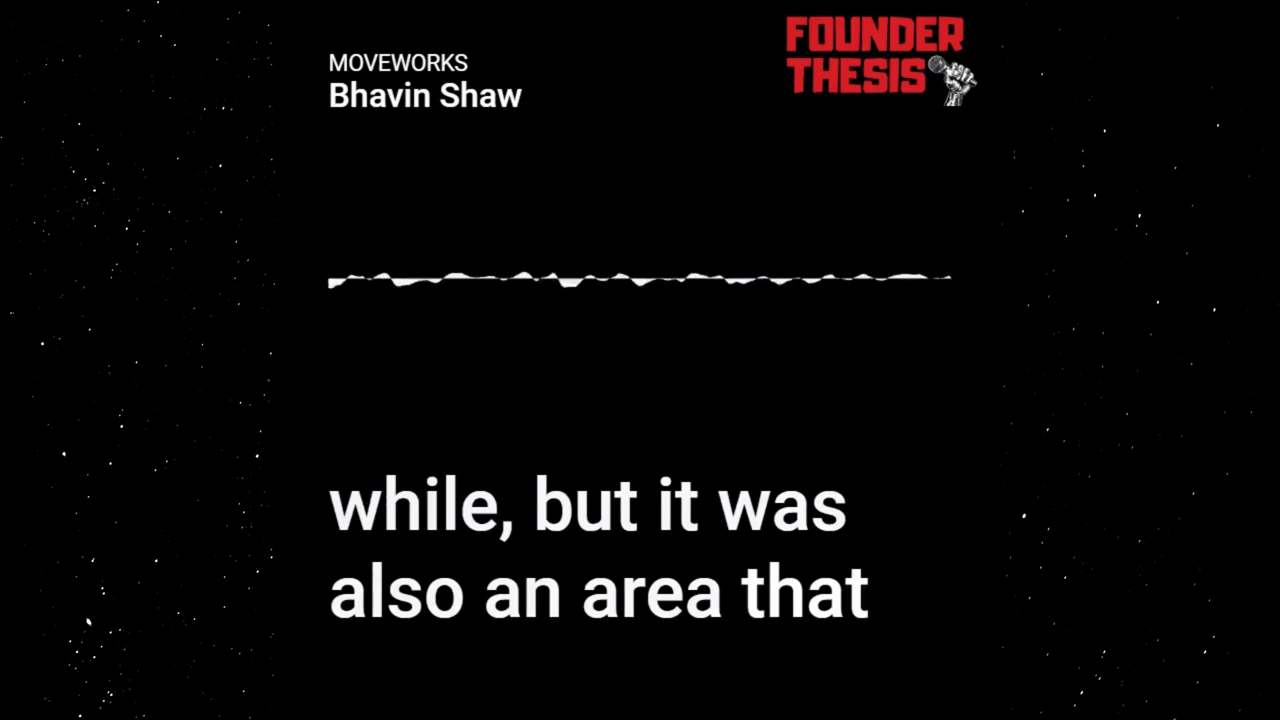 MOVEWORKS
Bhavin Shaw
FOUNDER
THESIS
while, but it was
also an area that